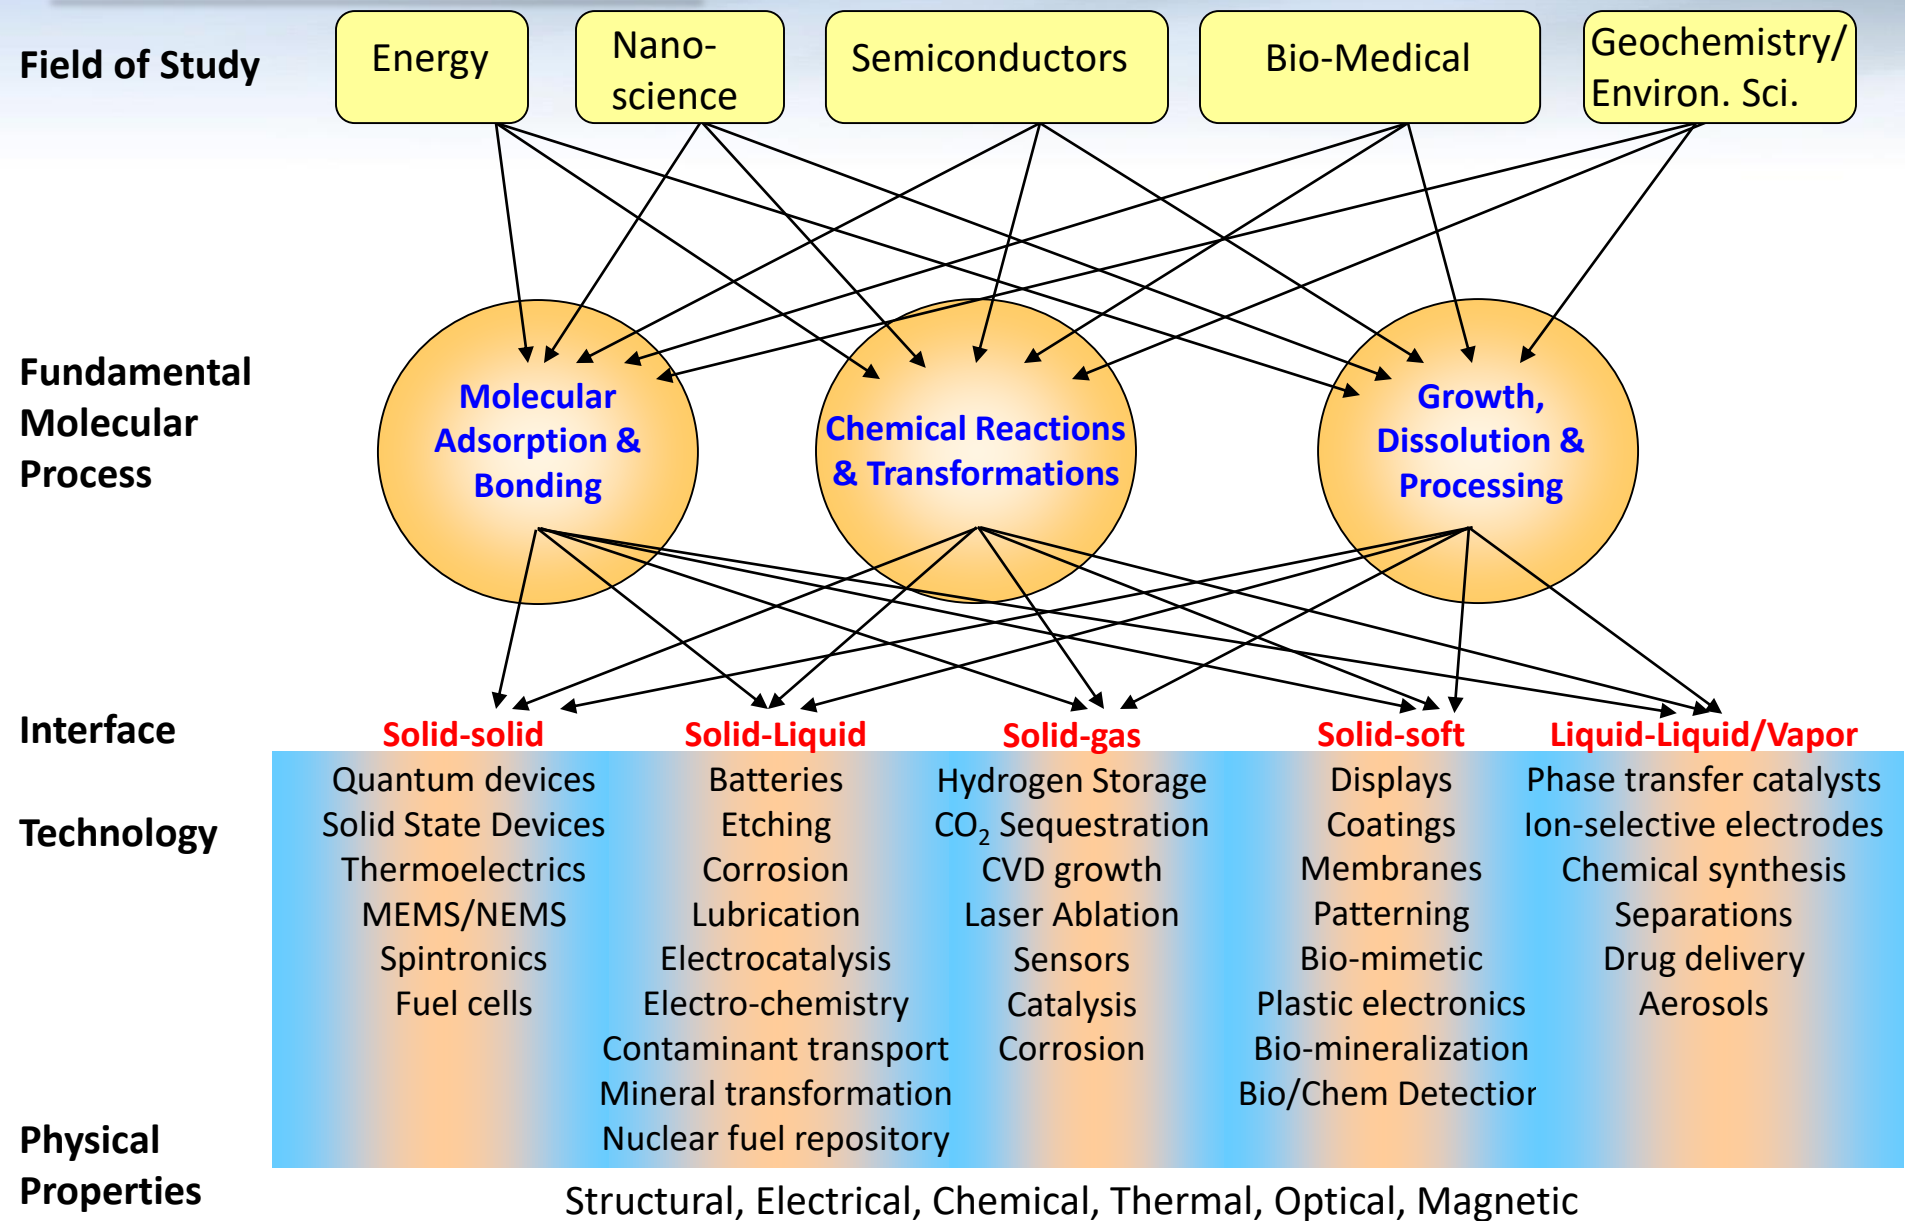 Field of Study
Energy
Nano-
science
Semiconductors
Bio-Medical
Geochemistry/
Environ. Sci.
Fundamental
Molecular
Process
Molecular
Adsorption &
Bonding
Chemical Reactions
& Transformations
Growth,
Dissolution &
Processing
Interface
Solid-solid
Solid-Liquid
Solid-gas
Solid-soft
Liquid-Liquid/Vapor
Technology
Quantum devices
Solid State Devices
Thermoelectrics
MEMS/NEMS
Spintronics
Fuel cells
Batteries
Etching
Corrosion
Lubrication
Electrocatalysis
Electro-chemistry
Contaminant transport
Mineral transformation
Nuclear fuel repository
Hydrogen Storage
CO₂ Sequestration
CVD growth
Laser Ablation
Sensors
Catalysis
Corrosion
Displays
Coatings
Membranes
Patterning
Bio-mimetic
Plastic electronics
Bio-mineralization
Bio/Chem Detection
Phase transfer catalysts
Ion-selective electrodes
Chemical synthesis
Separations
Drug delivery
Aerosols
Physical
Properties
Structural, Electrical, Chemical, Thermal, Optical, Magnetic